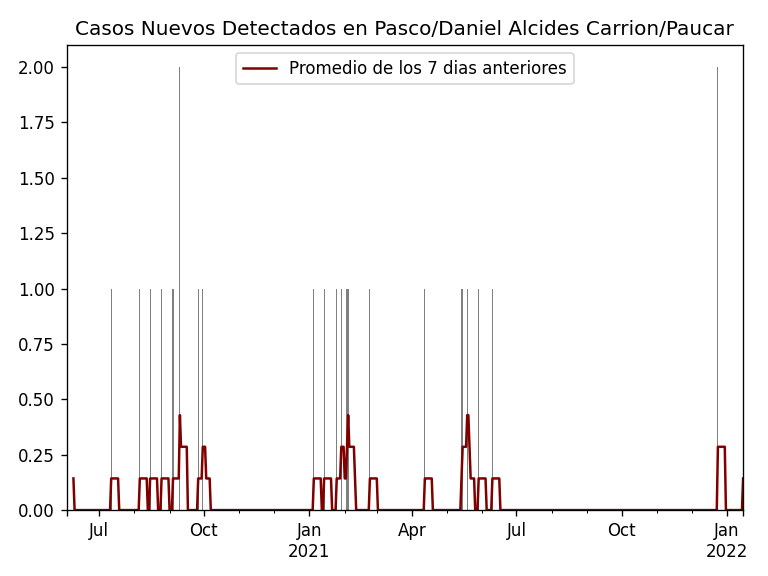 Casos Nuevos Detectados en Pasco/Daniel Alcides Carrion/Paucar
Promedio de los 7 dias anteriores
2.00
1.75
1.50
1.25
1.00
0.75
0.50
0.25
0.00
Jul
Oct
Jan
2021
Apr
Jul
Oct
Jan
2022